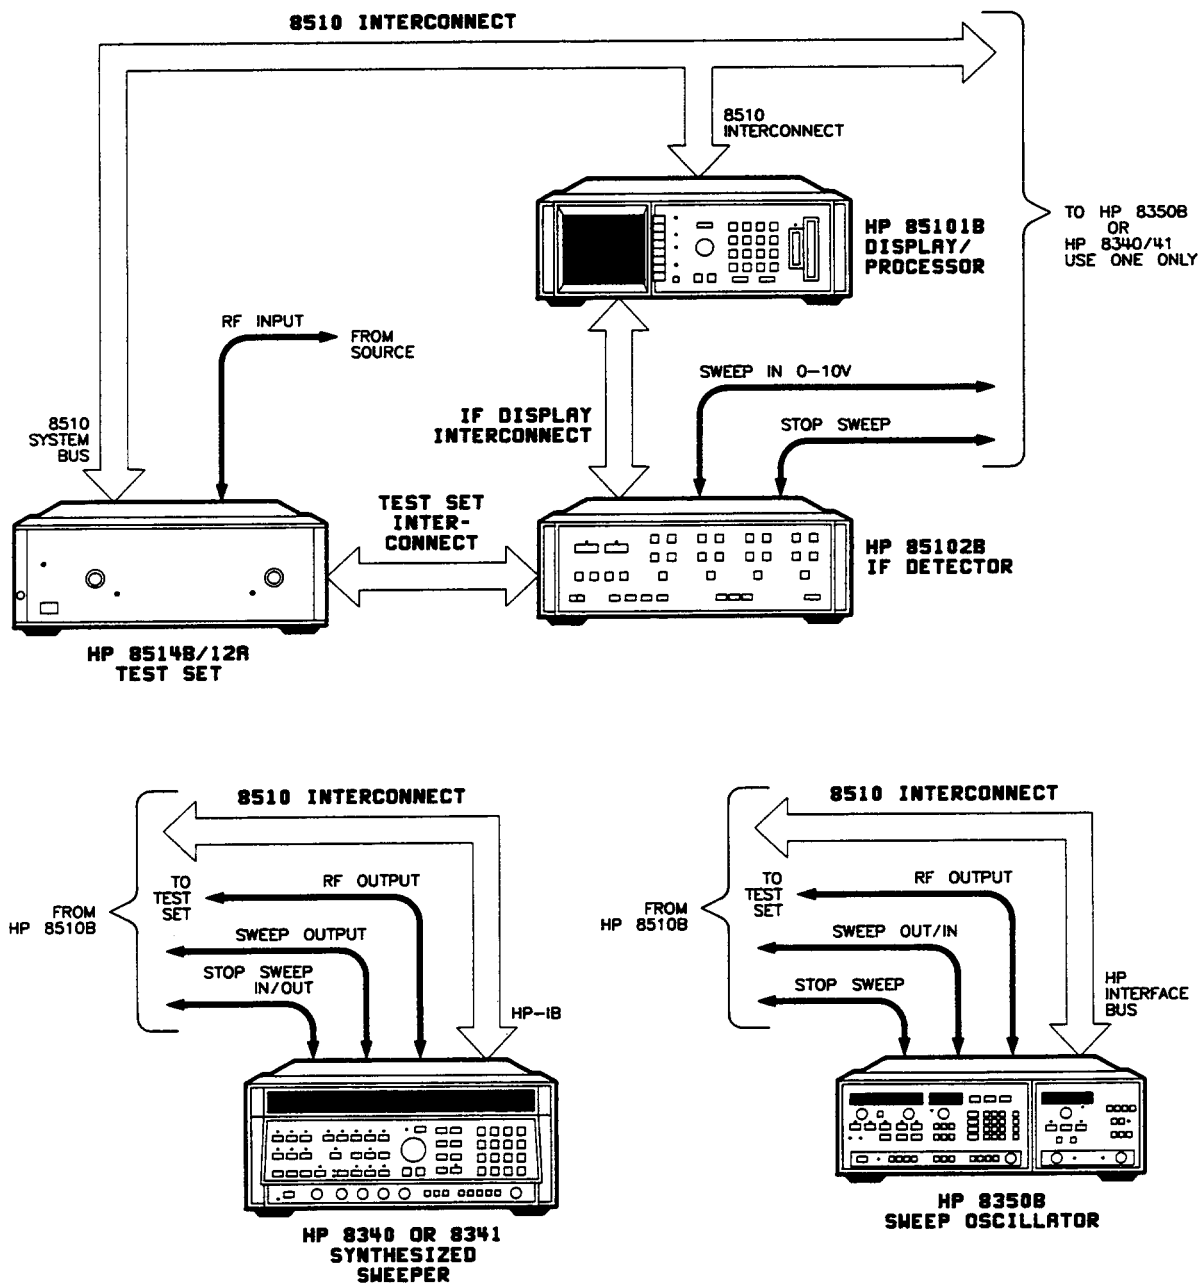 8510 INTERCONNECT
8510
INTERCONNECT
HP 85101B
DISPLAY/
PROCESSOR
TO HP 8350B
OR
HP 8340/41
USE ONE ONLY
RF INPUT
FROM
SOURCE
SWEEP IN 0-10V
STOP SWEEP
IF DISPLAY
INTERCONNECT
8510
SYSTEM
BUS
TEST SET
INTER-
CONNECT
HP 85102B
IF DETECTOR
HP 8514B/12A
TEST SET
8510 INTERCONNECT
TO
TEST
SET
RF OUTPUT
FROM
HP 8510B
SWEEP OUTPUT
STOP SWEEP
IN/OUT
HP-IB
HP 8340 OR 8341
SYNTHESIZED
SWEEPER
8510 INTERCONNECT
TO
TEST
SET
RF OUTPUT
FROM
HP 8510B
SWEEP OUT/IN
STOP SWEEP
HP
INTERFACE
BUS
HP 8350B
SWEEP OSCILLATOR